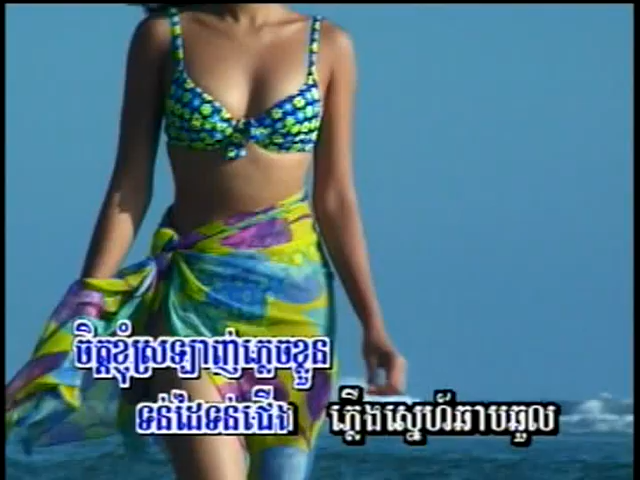 ចិត្តខ្ញុំស្រឡាញ់ភ្លេចខ្លួន
ទន់ដៃទន់ជើង ភ្លើងស្នេហ៍ឆាបឆួល